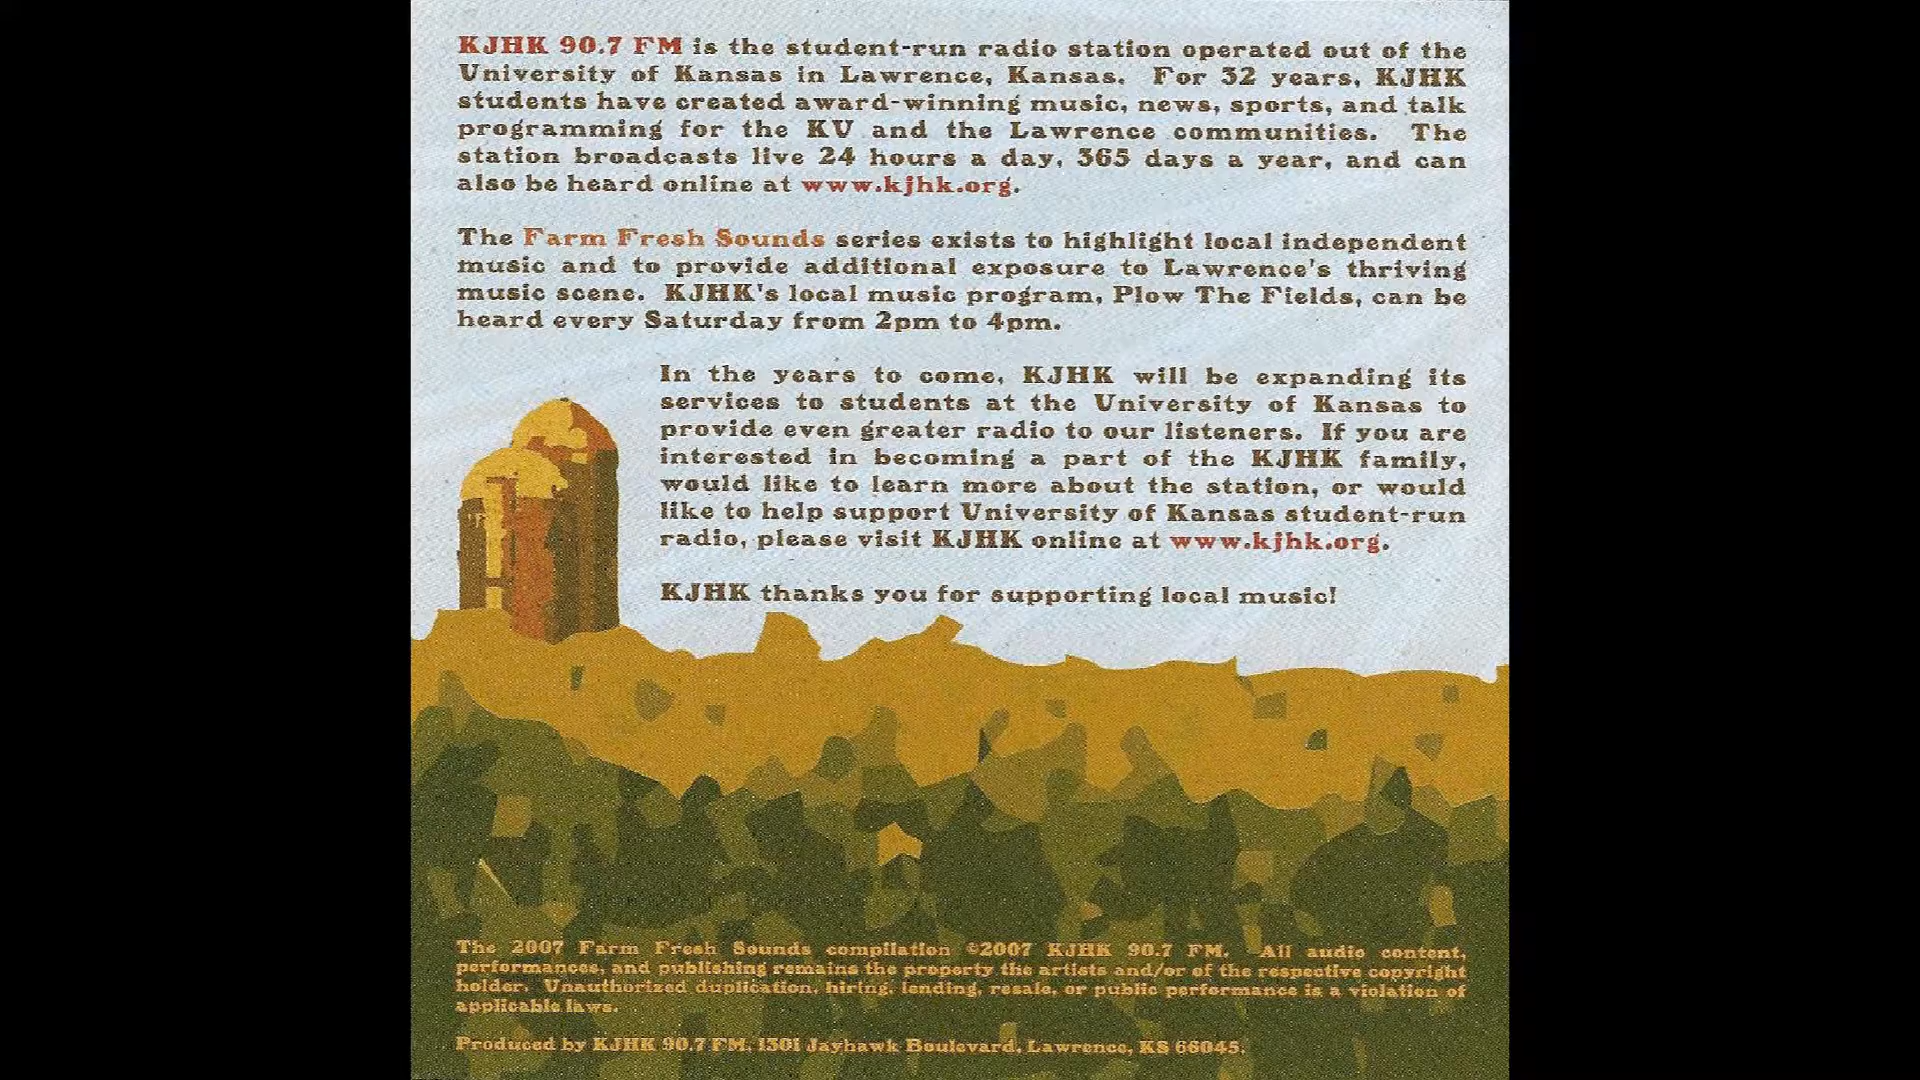 KJHK 90.7 FM is the student-run radio station operated out of the
University of Kansas in Lawrence, Kansas. For 32 years, KJHK
students have created award-winning music, news, sports, and talk
programming for the KU and the Lawrence communities. The
station broadcasts live 24 hours a day, 365 days a year, and can
also be heard online at www.kjhk.org.
The Farm Fresh Sounds series exists to highlight local independent
music and to provide additional exposure to Lawrence's thriving
music scene. KJHK's local music program, Plow The Fields, can be
heard every Saturday from 2pm to 4pm.
In the years to come, KJHK will be expanding its
services to students at the University of Kansas to
provide even greater radio to our listeners. If you are
interested in becoming a part of the KJHK family,
would like to learn more about the station, or would
like to help support University of Kansas student-run
radio, please visit KJHK online at www.kjhk.org.
KJHK thanks you for supporting local music!
The 2007 Farm Fresh Sounds compilation ©2007 KJHK 90.7 FM. All audio content,
performances, and publishing remains the property the artists and/or of the respective copyright
holder. Unauthorized duplication, hiring, lending, resale, or public performance is a violation of
applicable laws.
Produced by KJHK 90.7 FM, 1301 Jayhawk Boulevard, Lawrence, KS 66045.